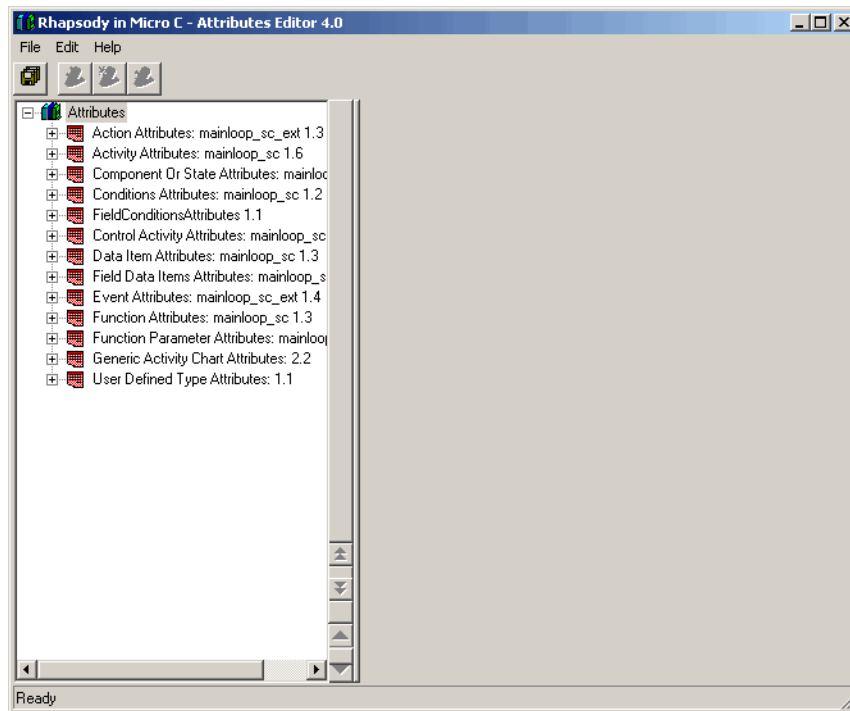 Rhapsody in Micro C - Attributes Editor 4.0
File Edit Help
Attributes
Action Attributes: mainloop_sc_ext 1.3
Activity Attributes: mainloop_sc 1.6
Component Or State Attributes: mainloc
Conditions Attributes: mainloop_sc 1.2
FieldConditionsAttributes 1.1
Control Activity Attributes: mainloop_sc
Data Item Attributes: mainloop_sc 1.3
Field Data Items Attributes: mainloop_s
Event Attributes: mainloop_sc_ext 1.4
Function Attributes: mainloop_sc 1.3
Function Parameter Attributes: mainloop
Generic Activity Chart Attributes: 2.2
User Defined Type Attributes: 1.1
Ready